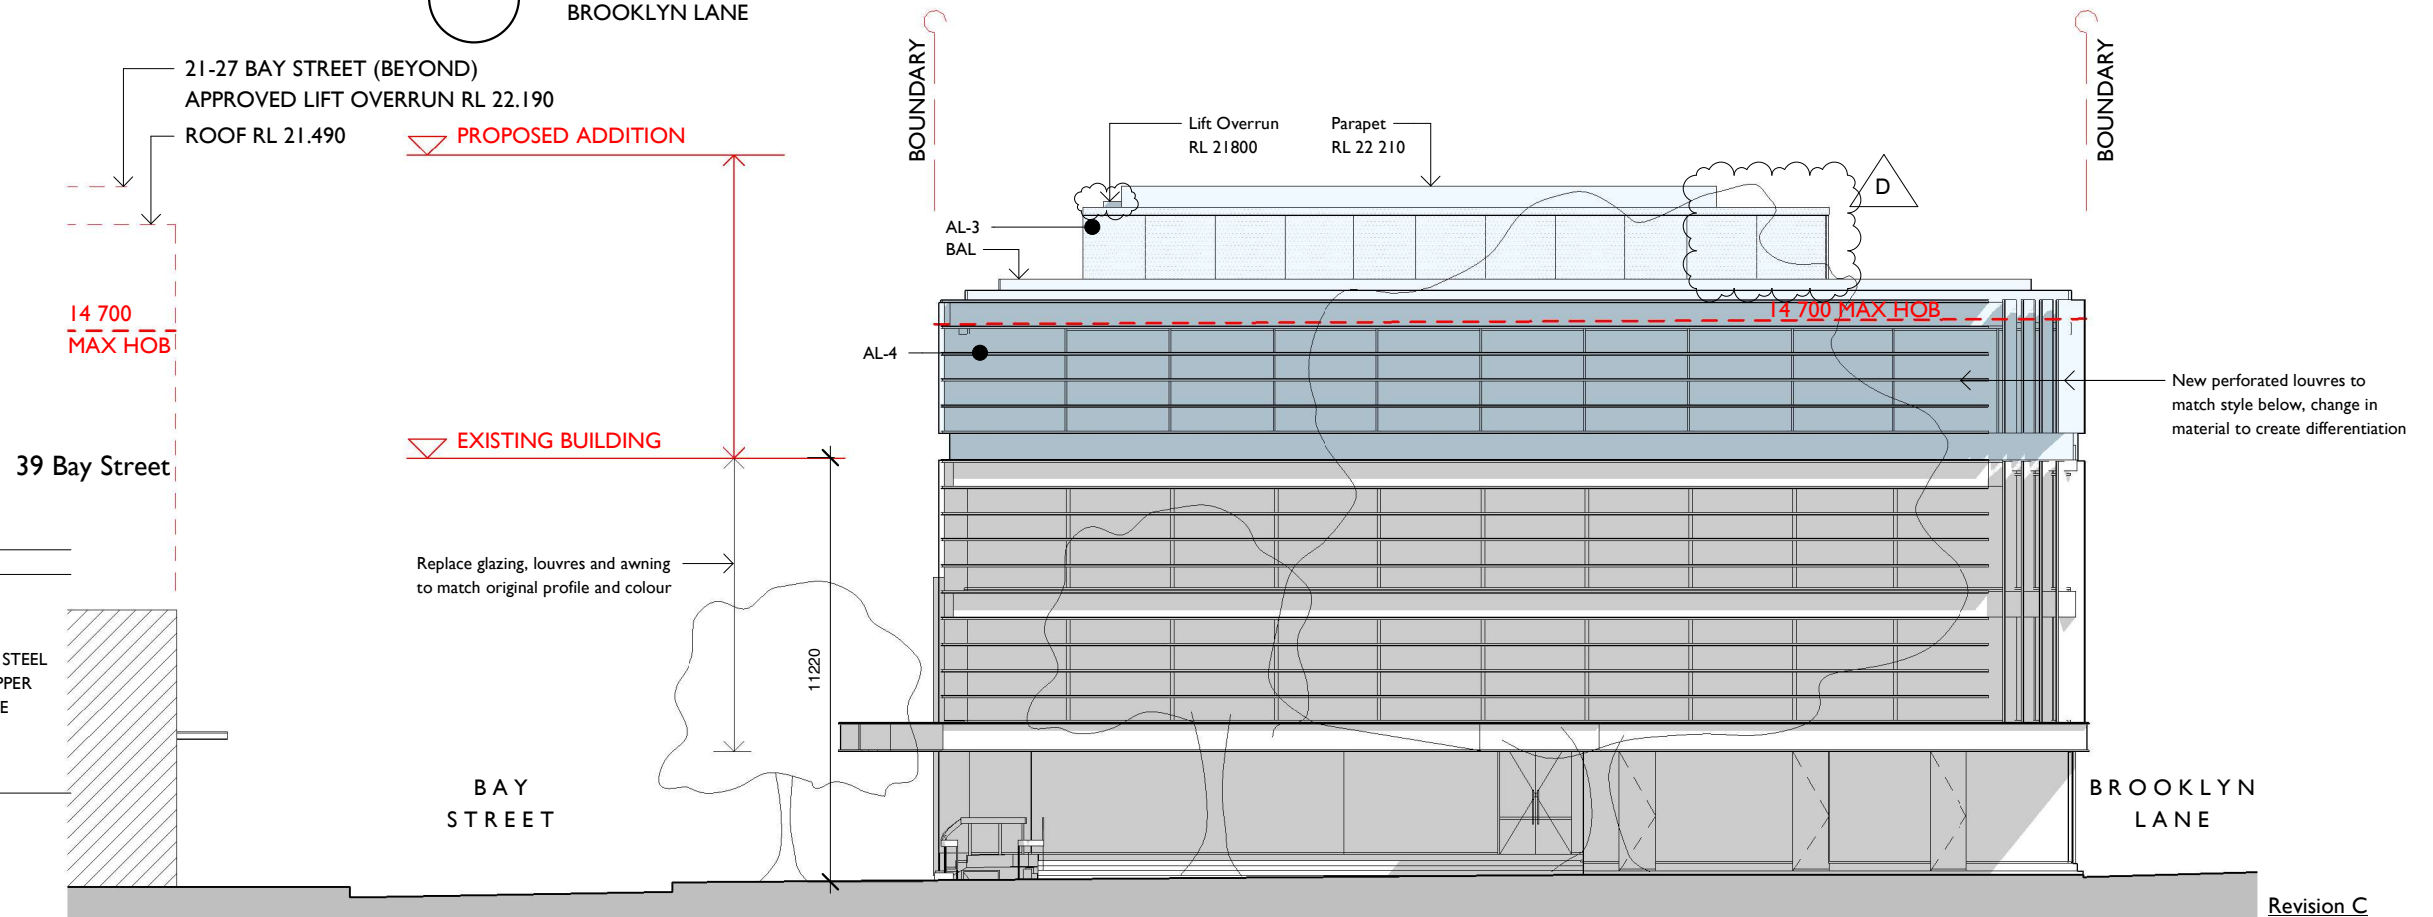 BROOKLYN LANE
21-27 BAY STREET (BEYOND)
APPROVED LIFT OVERRUN RL 22.190
ROOF RL 21.490
PROPOSED ADDITION
BOUNDARY
BOUNDARY
Lift Overrun
RL 21800
Parapet
RL 22 210
D
AL-3
BAL
14 700
MAX HOB
14 700 MAX HOB
AL-4
New perforated louvres to
match style below, change in
material to create differentiation
EXISTING BUILDING
39 Bay Street
Replace glazing, louvres and awning
to match original profile and colour
11220
STEEL
PPER
E
BAY
STREET
BROOKLYN
LANE
Revision C